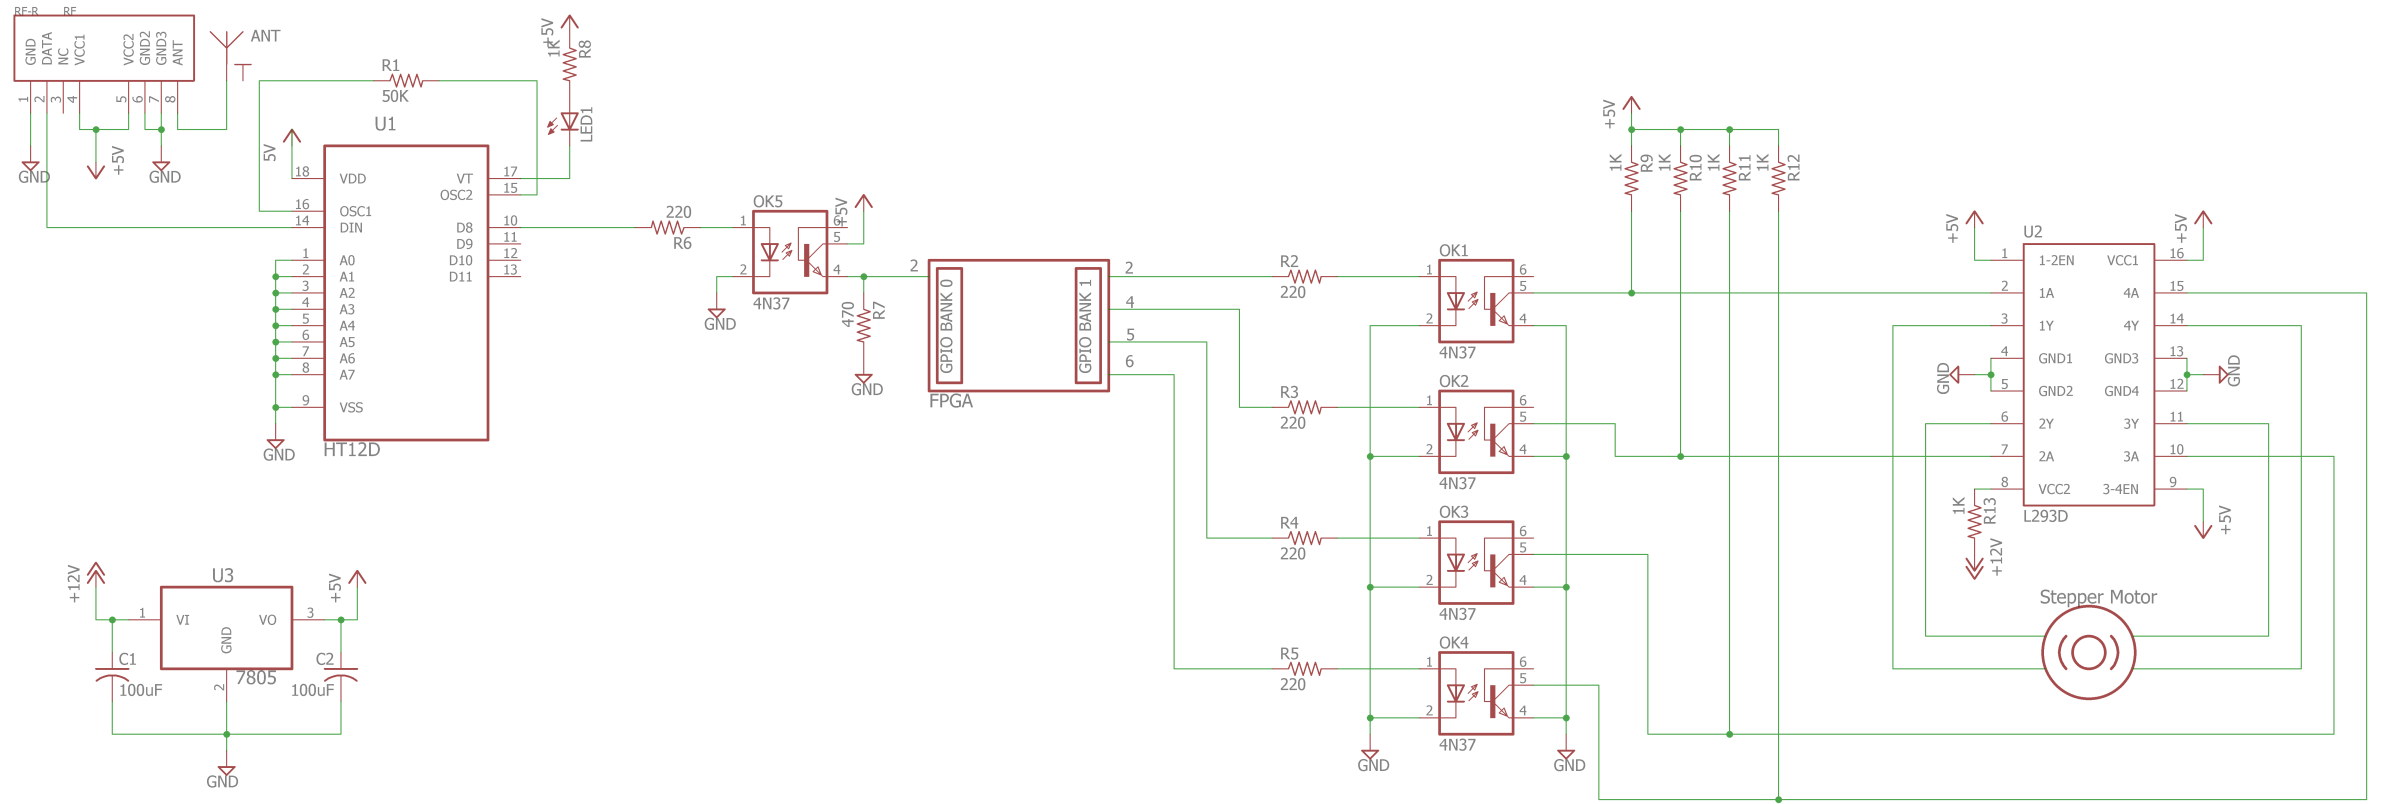 RF-R
RF
GND
DATA
NC
VCC1
VCC2
GND2
GND3
ANT
1
2
3
4
5
6
7
8
ANT
GND
+5V
GND
R1
50K
+5V
1K
R8
LED1
U1
5V
18
16
14
1
2
3
4
5
6
7
8
9
VDD
OSC1
DIN
A0
A1
A2
A3
A4
A5
A6
A7
VSS
VT
OSC2
D8
D9
D10
D11
17
15
10
11
12
13
HT12D
GND
220
R6
OK5
1
2
6
5
4
4N37
+5V
GND
470
R7
GND
2
GPIO BANK 0
GPIO BANK 1
FPGA
2
4
5
6
R2
220
R3
220
R4
220
R5
220
OK1
1
2
6
5
4
4N37
OK2
1
2
6
5
4
4N37
OK3
1
2
6
5
4
4N37
OK4
1
2
6
5
4
4N37
GND
GND
+5V
1K
R9
1K
R10
1K
R11
1K
R12
U2
+5V
+5V
1
2
3
4
5
6
7
8
1-2EN
1A
1Y
GND1
GND2
2Y
2A
VCC2
VCC1
4A
4Y
GND3
GND4
3Y
3A
3-4EN
16
15
14
13
12
11
10
9
L293D
GND
GND
1K
R13
+12V
+5V
Stepper Motor
+12V
U3
+5V
1
VI
GND
VO
3
2
7805
C1
100uF
C2
100uF
GND